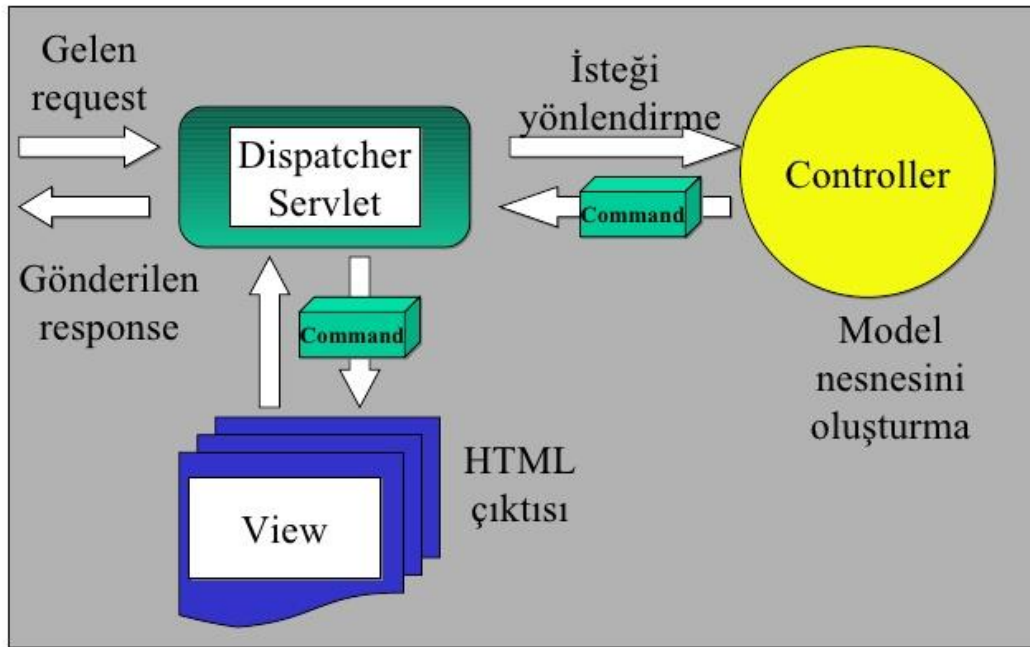 Gelen
request
Dispatcher
Servlet
İsteği
yönlendirme
Command
Controller
Gönderilen
response
Command
Model
nesnesini
oluşturma
HTML
çıktısı
View